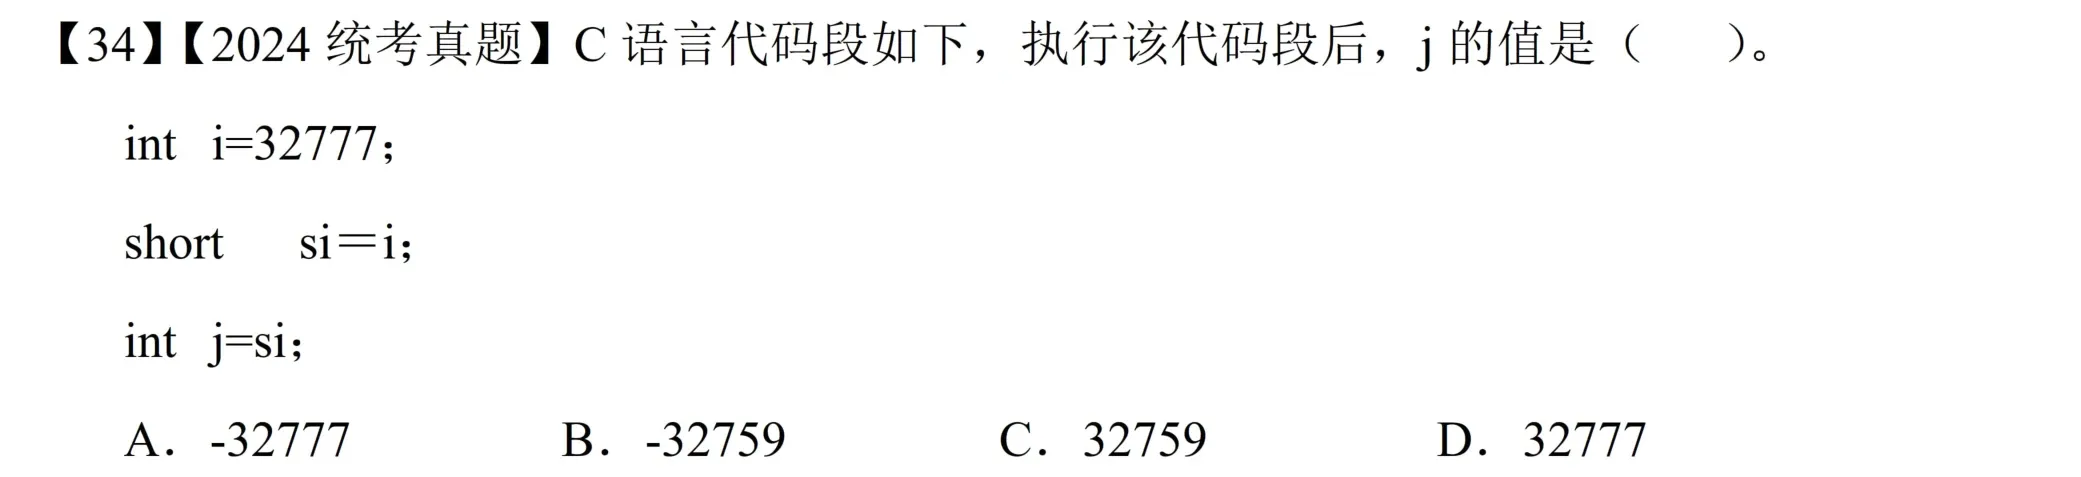 【34】【2024 统考真题】C 语言代码段如下，执行该代码段后，j 的值是（  ）。
int i=32777；
short si＝i；
int j=si；
A．-32777 B．-32759 C．32759 D．32777